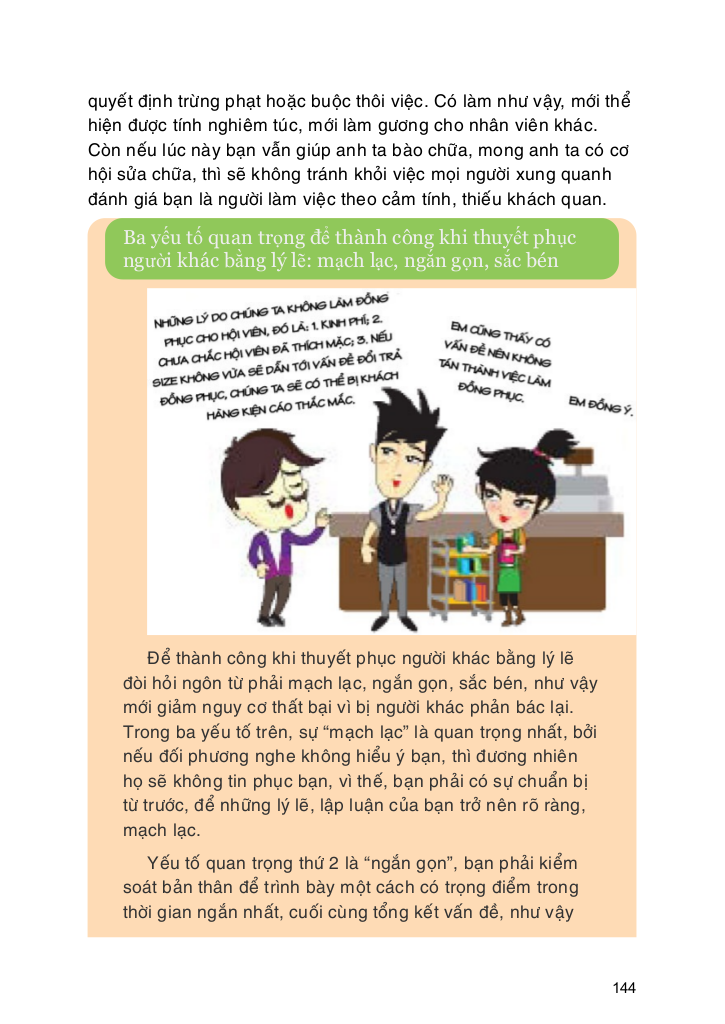 quyết định trừng phạt hoặc buộc thôi việc. Có làm như vậy, mới thể
hiện được tính nghiêm túc, mới làm gương cho nhân viên khác.
Còn nếu lúc này bạn vẫn giúp anh ta bào chữa, mong anh ta có cơ
hội sửa chữa, thì sẽ không tránh khỏi việc mọi người xung quanh
đánh giá bạn là người làm việc theo cảm tính, thiếu khách quan.
Ba yếu tố quan trọng để thành công khi thuyết phục
người khác bằng lý lẽ: mạch lạc, ngắn gọn, sắc bén
NHỮNG LÝ DO CHÚNG TA KHÔNG LÀM ĐỒNG
PHỤC CHO HỘI VIÊN, ĐÓ LÀ: 1. KINH PHÍ; 2.
CHƯA CHẮC HỘI VIÊN ĐÃ THÍCH MẶC; 3. NẾU
SIZE KHÔNG VỪA SẼ DẪN TỚI VẤN ĐỀ ĐỔI TRẢ
ĐỒNG PHỤC, CHÚNG TA SẼ CÓ THỂ BỊ KHÁCH
HÀNG KIỆN CÁO THẮC MẮC.
EM CŨNG THẤY CÓ
VẤN ĐỀ NÊN KHÔNG
TÁN THÀNH VIỆC LÀM
ĐỒNG PHỤC.
EM ĐỒNG Ý.
Để thành công khi thuyết phục người khác bằng lý lẽ
đòi hỏi ngôn từ phải mạch lạc, ngắn gọn, sắc bén, như vậy
mới giảm nguy cơ thất bại vì bị người khác phản bác lại.
Trong ba yếu tố trên, sự “mạch lạc” là quan trọng nhất, bởi
nếu đối phương nghe không hiểu ý bạn, thì đương nhiên
họ sẽ không tin phục bạn, vì thế, bạn phải có sự chuẩn bị
từ trước, để những lý lẽ, lập luận của bạn trở nên rõ ràng,
mạch lạc.
Yếu tố quan trọng thứ 2 là “ngắn gọn”, bạn phải kiểm
soát bản thân để trình bày một cách có trọng điểm trong
thời gian ngắn nhất, cuối cùng tổng kết vấn đề, như vậy
144